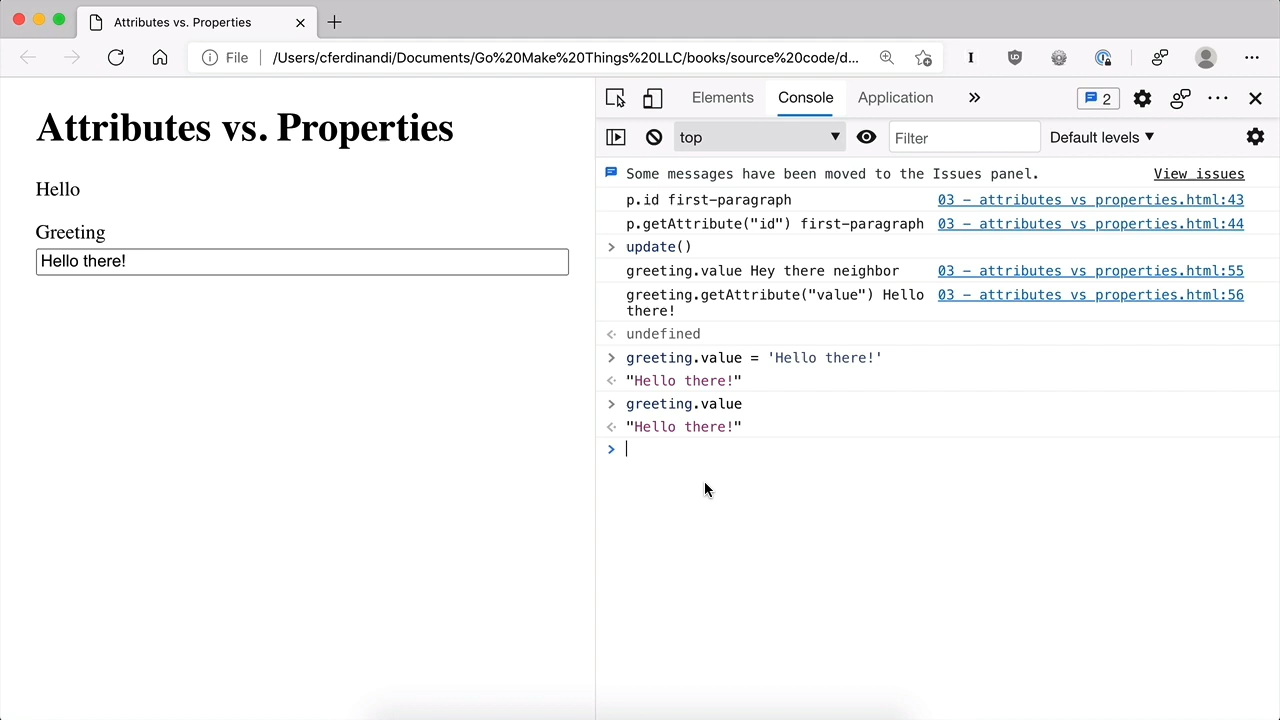 Attributes vs. Properties
File
/Users/cferdinandi/Documents/Go%20Make%20Things%20LLC/books/source%20code/d...
Attributes vs. Properties
Hello
Greeting
Hello there!
Elements
Console
Application
2
top
Filter
Default levels
Some messages have been moved to the Issues panel. View issues
p.id first-paragraph 03 - attributes vs properties.html:43
p.getAttribute("id") first-paragraph 03 - attributes vs properties.html:44
> update()
greeting.value Hey there neighbor 03 - attributes vs properties.html:55
greeting.getAttribute("value") Hello 03 - attributes vs properties.html:56
there!
undefined
> greeting.value = 'Hello there!'
"Hello there!"
> greeting.value
"Hello there!"
>